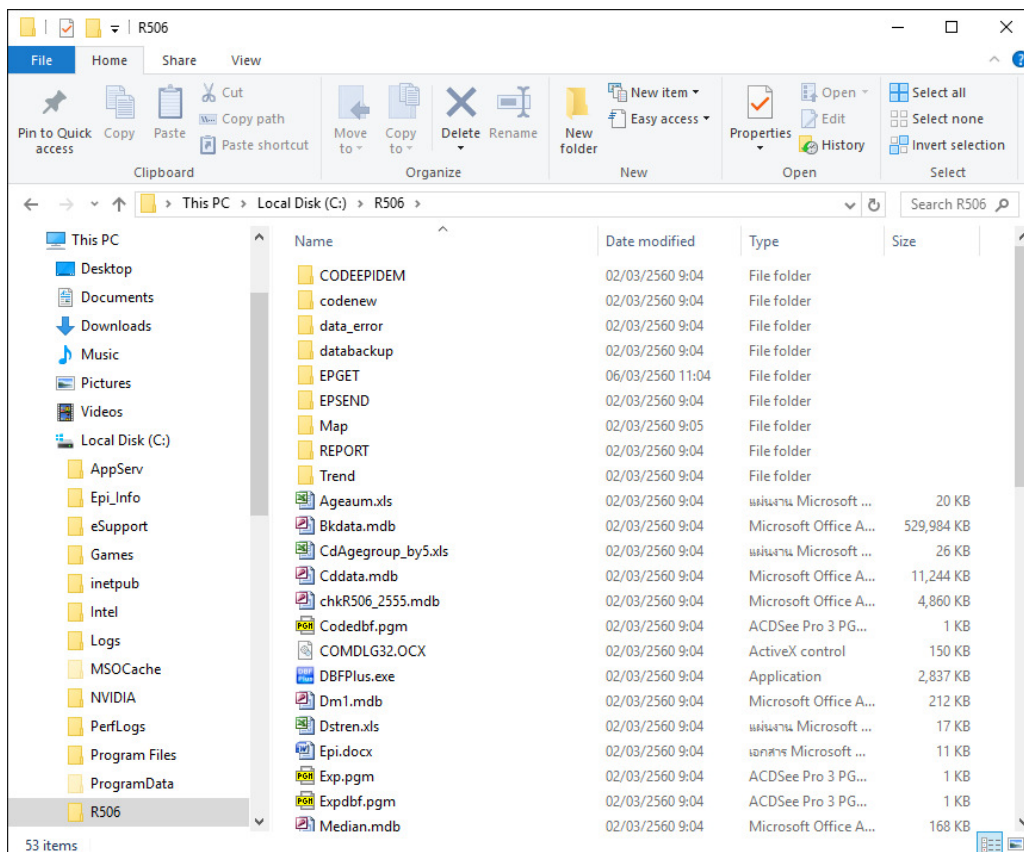 R506
File Home Share View
Pin to Quick access
Copy
Paste
Cut
Copy path
Paste shortcut
Clipboard
Move to
Copy to
Delete
Rename
Organize
New folder
New item
Easy access
New
Properties
Open
Edit
History
Open
Select all
Select none
Invert selection
Select
This PC > Local Disk (C:) > R506 >
Search R506
This PC
Desktop
Documents
Downloads
Music
Pictures
Videos
Local Disk (C:)
AppServ
Epi_Info
eSupport
Games
inetpub
Intel
Logs
MSOCache
NVIDIA
PerfLogs
Program Files
ProgramData
R506
Name Date modified Type Size
CODEEPIDEM 02/03/2560 9:04 File folder
codenew 02/03/2560 9:04 File folder
data_error 02/03/2560 9:04 File folder
databackup 02/03/2560 9:04 File folder
EPGET 06/03/2560 11:04 File folder
EPSEND 02/03/2560 9:04 File folder
Map 02/03/2560 9:05 File folder
REPORT 02/03/2560 9:04 File folder
Trend 02/03/2560 9:04 File folder
Ageaum.xls 02/03/2560 9:04 แผ่นงาน Microsoft ... 20 KB
Bkdata.mdb 02/03/2560 9:04 Microsoft Office A... 529,984 KB
CdAgegroup_by5.xls 02/03/2560 9:04 แผ่นงาน Microsoft ... 26 KB
Cddata.mdb 02/03/2560 9:04 Microsoft Office A... 11,244 KB
chkR506_2555.mdb 02/03/2560 9:04 Microsoft Office A... 4,860 KB
Codedbf.pgm 02/03/2560 9:04 ACDSee Pro 3 PG... 1 KB
COMDLG32.OCX 02/03/2560 9:04 ActiveX control 150 KB
DBFPlus.exe 02/03/2560 9:04 Application 2,837 KB
Dm1.mdb 02/03/2560 9:04 Microsoft Office A... 212 KB
Dstren.xls 02/03/2560 9:04 แผ่นงาน Microsoft ... 17 KB
Epi.docx 02/03/2560 9:04 เอกสาร Microsoft ... 11 KB
Exp.pgm 02/03/2560 9:04 ACDSee Pro 3 PG... 1 KB
Expdbf.pgm 02/03/2560 9:04 ACDSee Pro 3 PG... 1 KB
Median.mdb 02/03/2560 9:04 Microsoft Office A... 168 KB
53 items